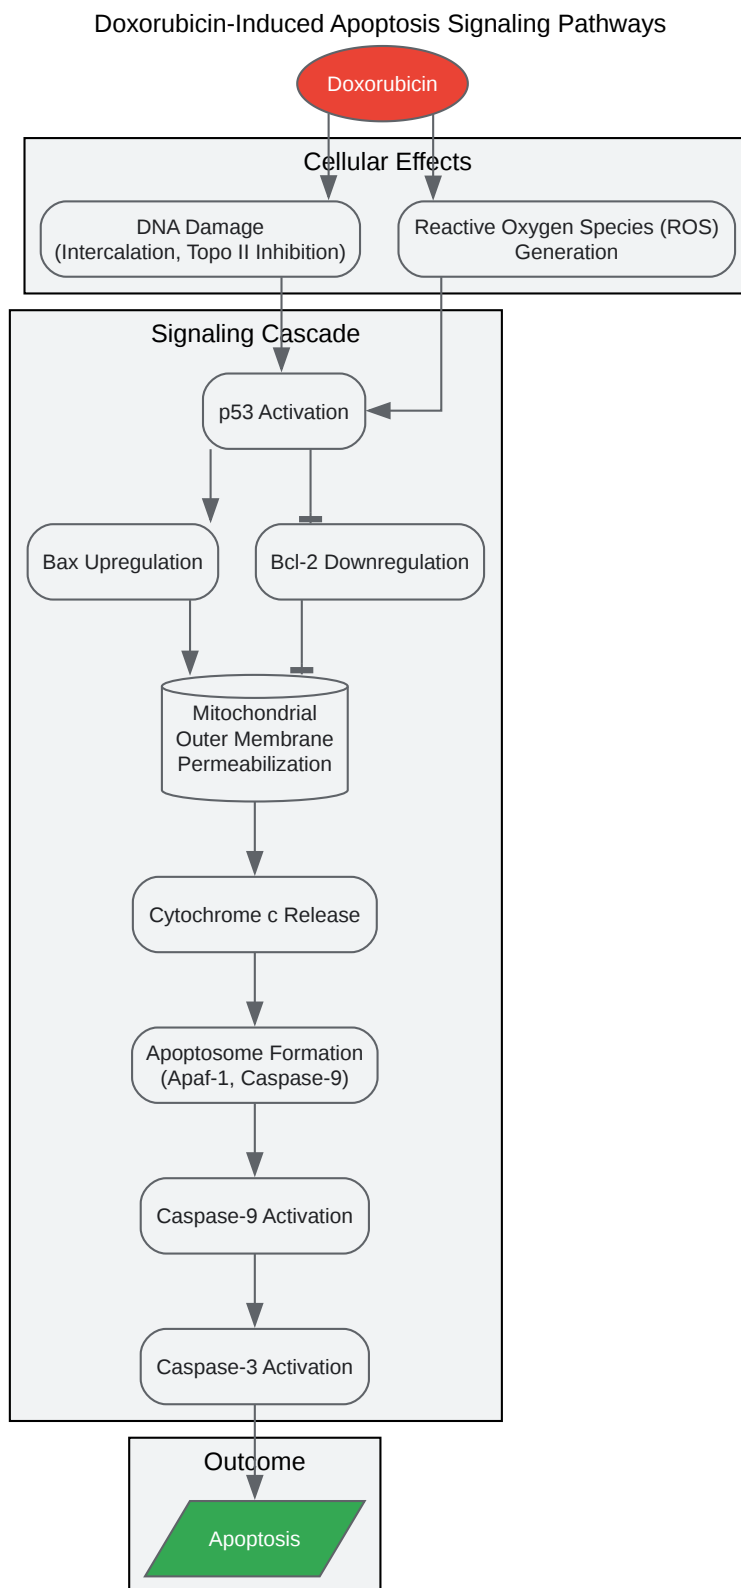 Doxorubicin-Induced Apoptosis Signaling Pathways
Doxorubicin
Cellular Effects
DNA Damage
(Intercalation, Topo II Inhibition)
Reactive Oxygen Species (ROS)
Generation
Signaling Cascade
p53 Activation
Bax Upregulation
Bcl-2 Downregulation
Mitochondrial
Outer Membrane
Permeabilization
Cytochrome c Release
Apoptosome Formation
(Apaf-1, Caspase-9)
Caspase-9 Activation
Caspase-3 Activation
Outcome
Apoptosis